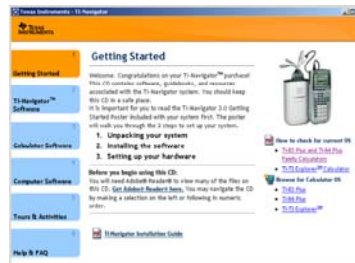 Texas Instruments - TI-Navigator
TEXAS
INSTRUMENTS
Getting Started
TI-Navigator™
Software
Calculator Software
Computer Software
Tours & Activities
Help & FAQ
Getting Started
Welcome. Congratulations on your TI-Navigator™ purchase!
This CD contains software, guidebooks, and resources
associated with the TI-Navigator system. You should keep
this CD in a safe place.
It is important for you to read the TI-Navigator 3.0 Getting
Started Poster included with your system first. The poster
will walk you through the 3 steps to set up your system.
1. Unpacking your system
2. Installing the software
3. Setting up your hardware
Before you begin using this CD:
You will need Adobe® Reader® to view many of the files on
this CD. Get Adobe® Reader® here. You may navigate the CD
by making a selection on the left or following in numeric
order.
TI-Navigator Installation Guide
How to check for current OS
TI-83 Plus and TI-84 Plus
Family Calculators
TI-73 Explorer™ Calculator
Browse for Calculator OS
TI-83 Plus
TI-84 Plus
TI-73 Explorer™